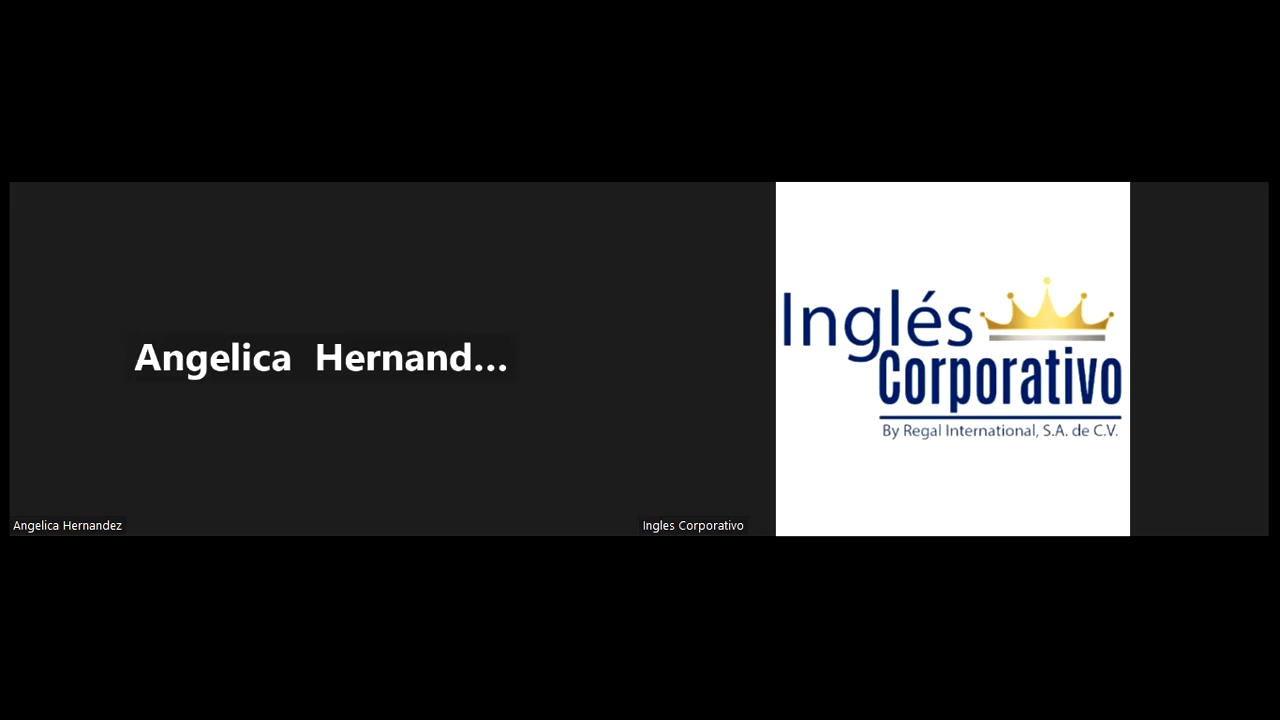 Angelica Hernand...
Angelica Hernandez
Inglés
Corporativo
By Regal International, S.A. de C.V.
Ingles Corporativo